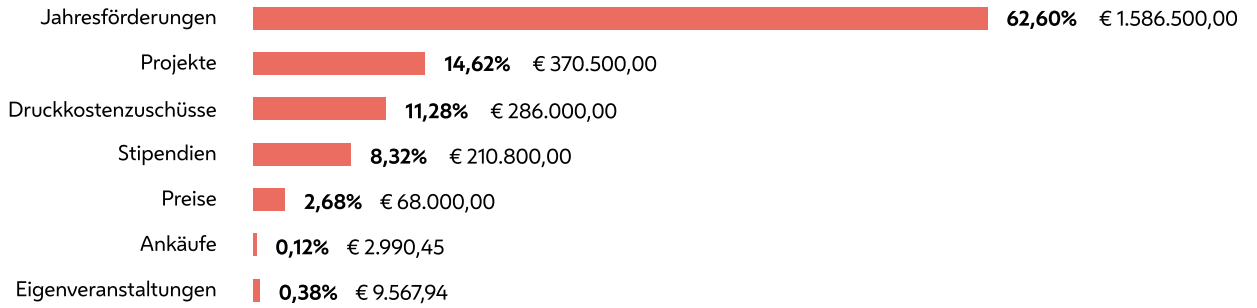 Jahresförderungen 62,60% € 1.586.500,00
Projekte 14,62% € 370.500,00
Druckkostenzuschüsse 11,28% € 286.000,00
Stipendien 8,32% € 210.800,00
Preise 2,68% € 68.000,00
Ankäufe 0,12% € 2.990,45
Eigenveranstaltungen 0,38% € 9.567,94